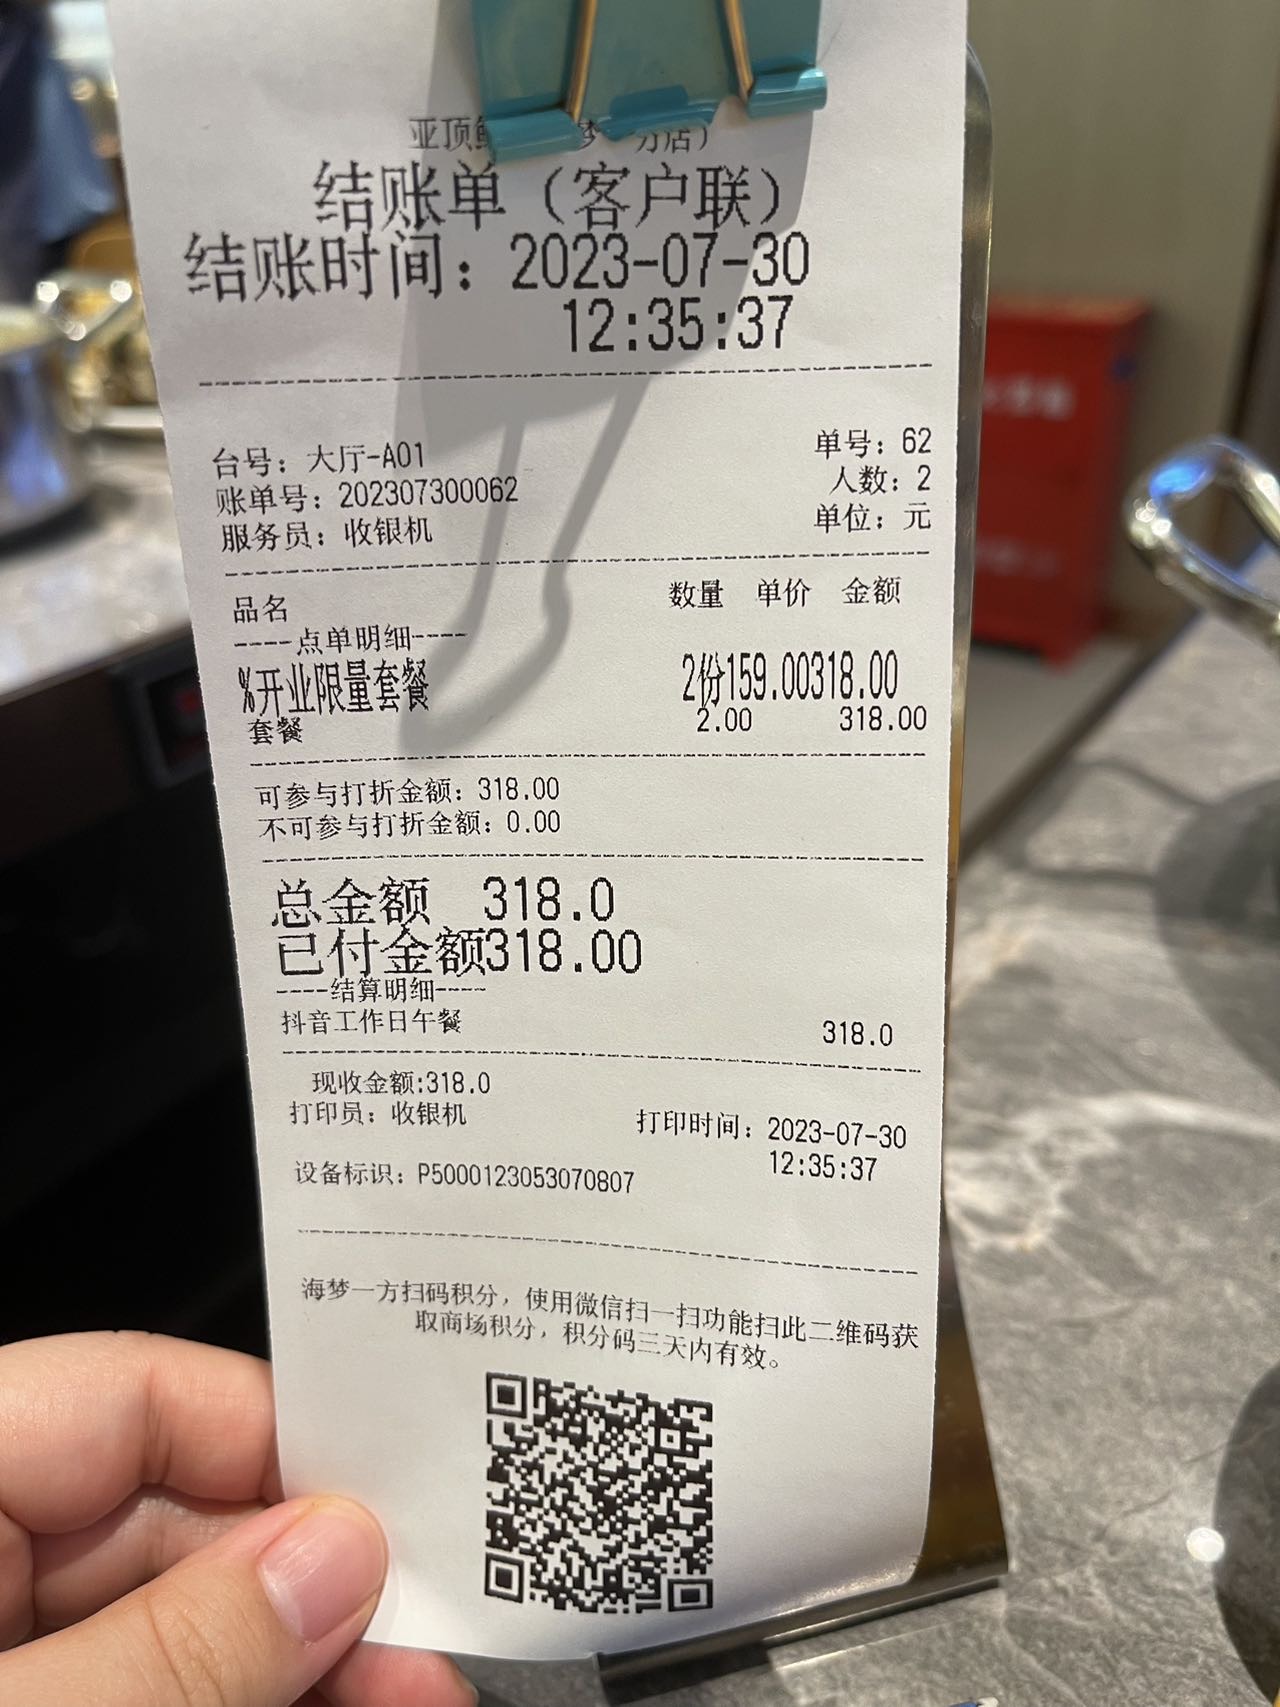 亚顶 梦 分店）
结账单（客户联）
结账时间：2023-07-30
12:35:37
台号：大厅-A01
单号：62
账单号：202307300062
人数：2
服务员：收银机
单位：元
品名 数量 单价 金额
----点单明细----
%开业限量套餐 2份159.00318.00
套餐 2.00 318.00
可参与打折金额：318.00
不可参与打折金额：0.00
总金额 318.0
已付金额318.00
----结算明细----
抖音工作日午餐 318.0
现收金额:318.0
打印员：收银机
打印时间：2023-07-30
12:35:37
设备标识：P5000123053070807
海梦一方扫码积分，使用微信扫一扫功能扫此二维码获
取商场积分，积分码三天内有效。